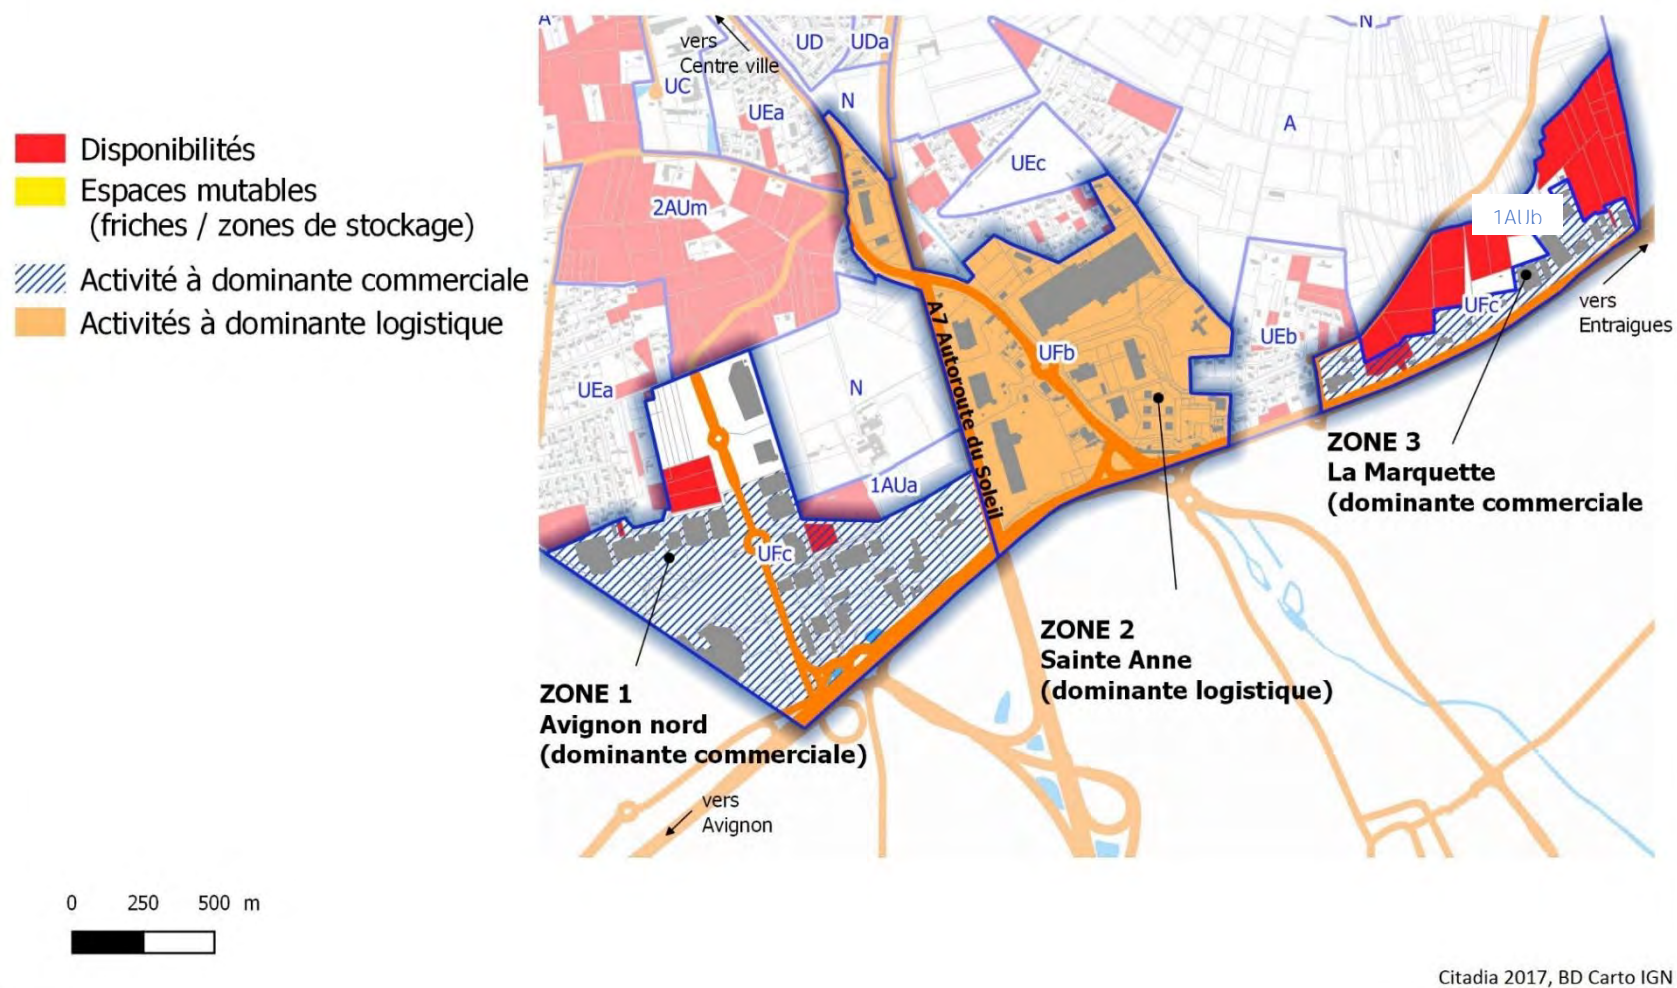 Disponibilités
Espaces mutables
(friches / zones de stockage)
Activité à dominante commerciale
Activités à dominante logistique
A
vers
Centre ville
UD
UDa
N
UC
UEa
N
A
UEc
2AUm
1AUb
UFc
vers
Entraigues
UEb
UFb
A7 Autoroute du Soleil
UEa
N
1AUa
UFc
ZONE 3
La Marquette
(dominante commerciale
ZONE 2
Sainte Anne
(dominante logistique)
ZONE 1
Avignon nord
(dominante commerciale)
vers
Avignon
0 250 500 m
Citadia 2017, BD Carto IGN